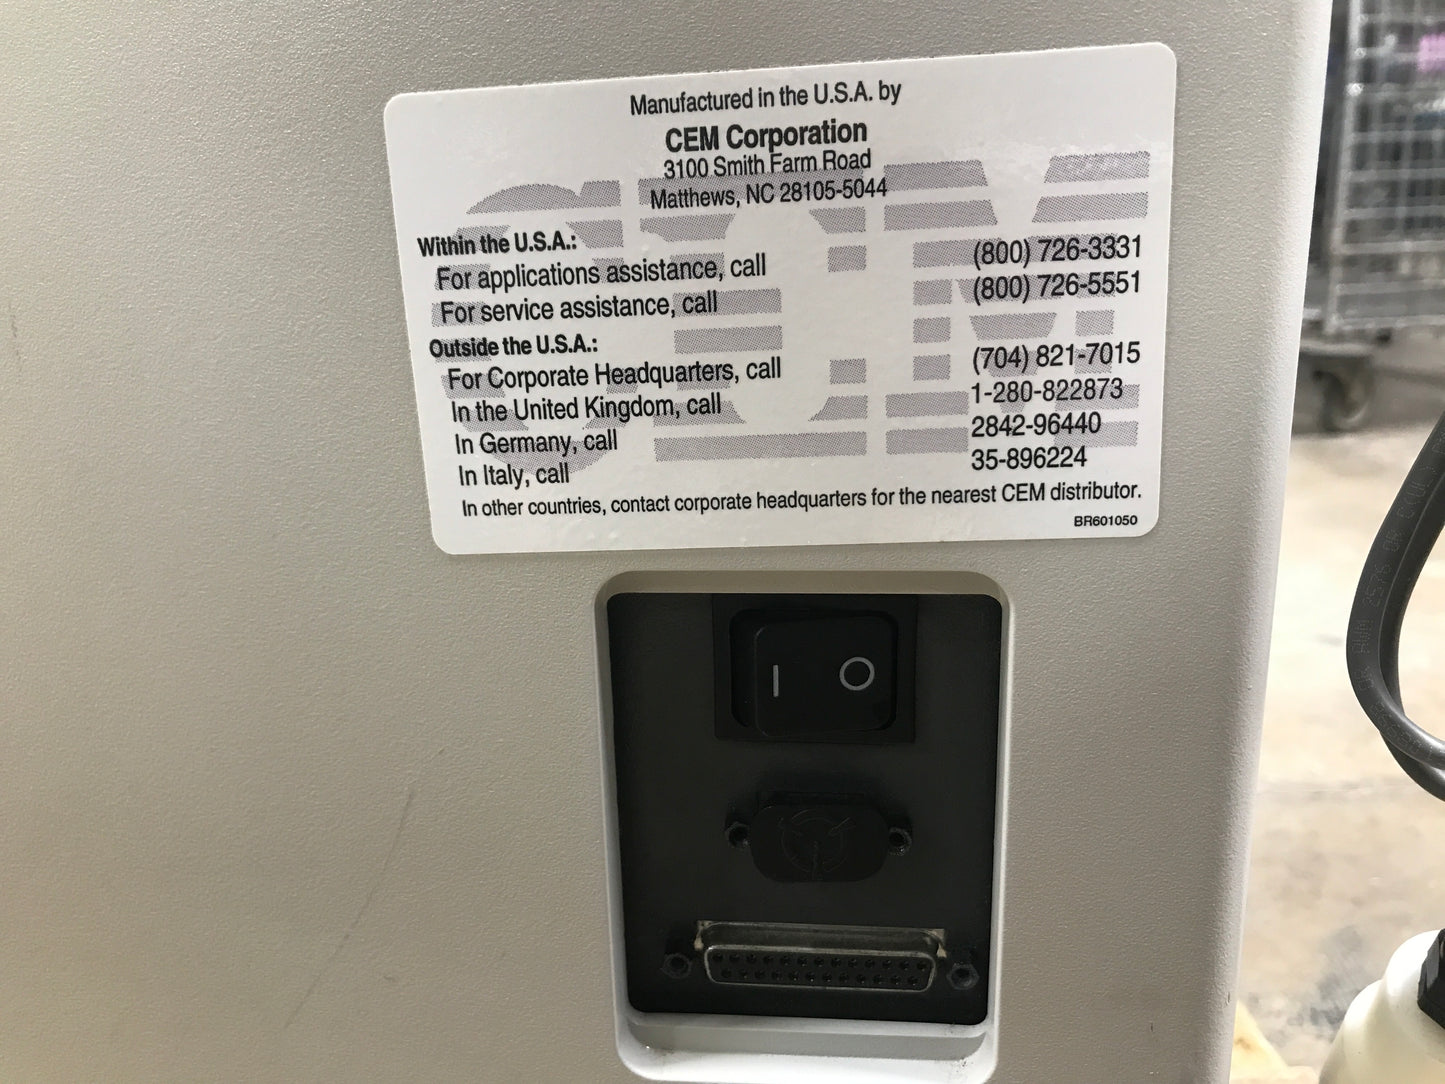 Manufactured in the U.S.A. by
CEM Corporation
3100 Smith Farm Road
Matthews, NC 28105-5044
CEM
Within the U.S.A.:
For applications assistance, call (800) 726-3331
For service assistance, call (800) 726-5551
Outside the U.S.A.:
For Corporate Headquarters, call (704) 821-7015
In the United Kingdom, call 1-280-822873
In Germany, call 2842-96440
In Italy, call 35-896224
In other countries, contact corporate headquarters for the nearest CEM distributor.
BR601050
I O